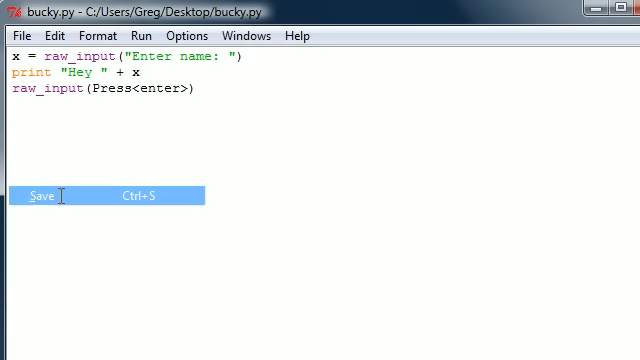 bucky.py - C:/Users/Greg/Desktop/bucky.py
File Edit Format Run Options Windows Help
x = raw_input("Enter name: ")
print "Hey " + x
raw_input(Press<enter>)
Save Ctrl+S